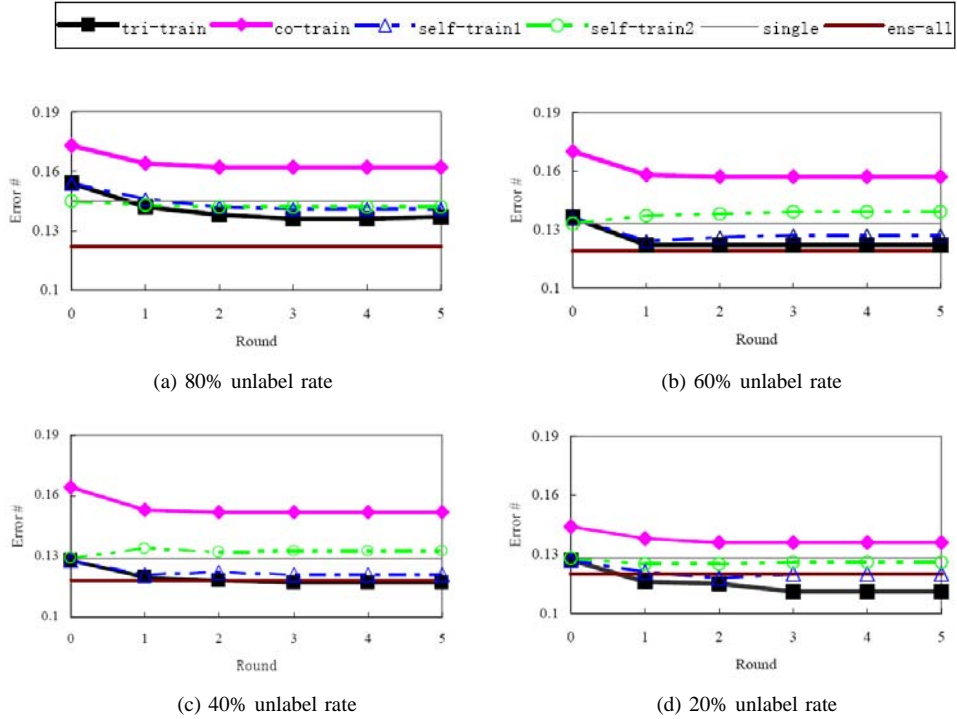 tri-train co-train self-train1 self-train2 single ens-all
0.19
0.16
0.13
0.1
Error #
0 1 2 3 4 5
Round
(a) 80% unlabel rate
0.19
0.16
0.13
0.1
Error #
0 1 2 3 4 5
Round
(b) 60% unlabel rate
0.19
0.16
0.13
0.1
Error #
0 1 2 3 4 5
Round
(c) 40% unlabel rate
0.19
0.16
0.13
0.1
Error #
0 1 2 3 4 5
Round
(d) 20% unlabel rate